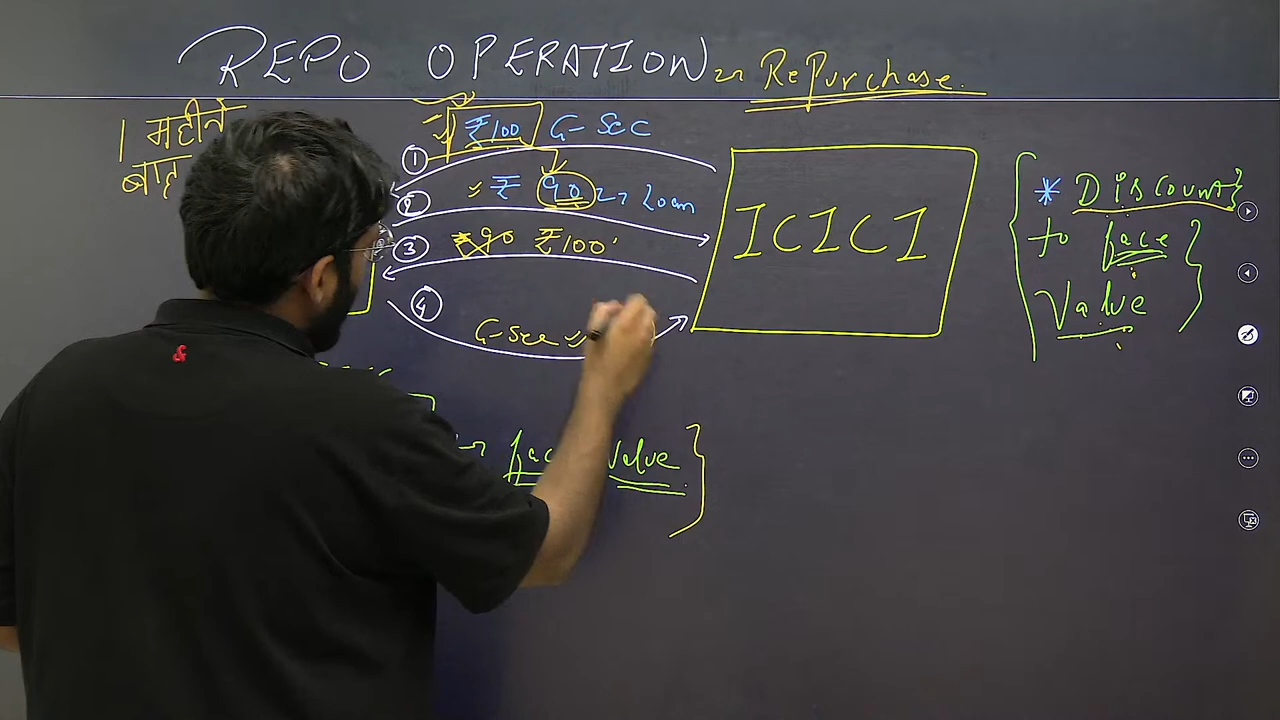 REPO OPERATION RePurchase.
1 महीने
बाद
₹100 G-Sec
1
2 ₹ 90 Loan
3 ₹90 ₹100
4
G-Sec
ICICI
* Discount
to face
Value
face Value